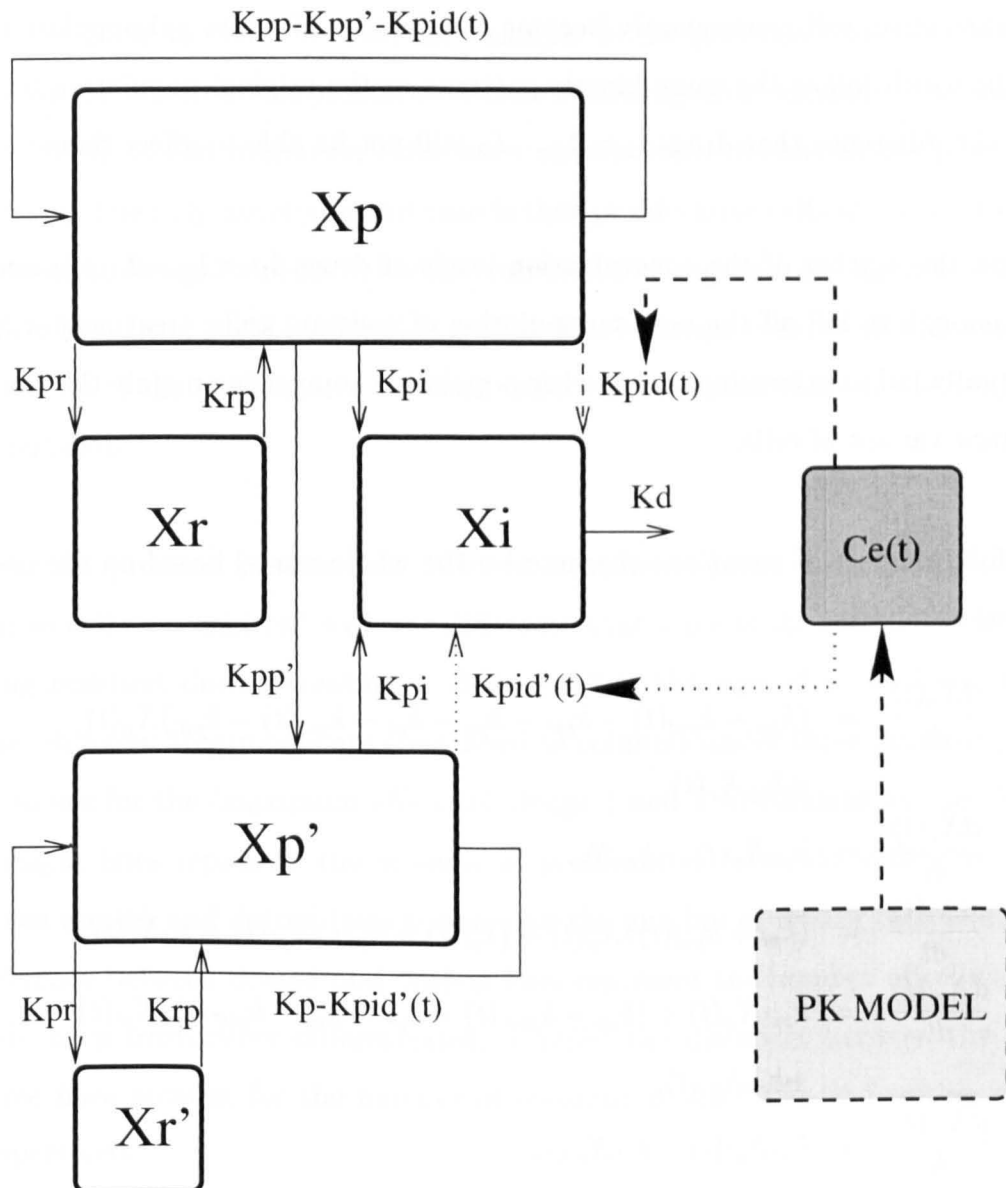 Kpp-Kpp’-Kpid(t)
Xp
Kpr
Krp
Kpi
Kpid(t)
Xr
Xi
Kd
Ce(t)
Kpp’
Kpi
Kpid’(t)
Xp’
Kpr
Krp
Kp-Kpid’(t)
PK MODEL
Xr’